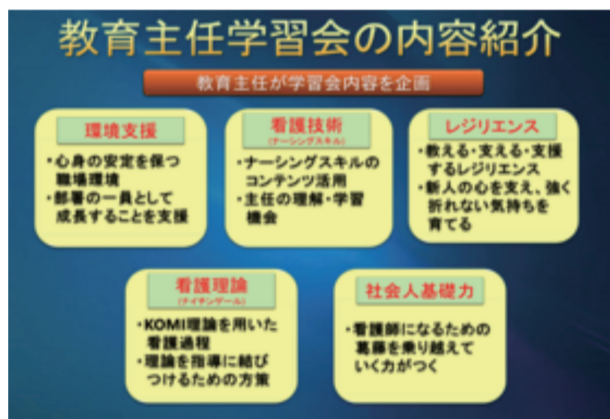 教育主任学習会の内容紹介
教育主任が学習会内容を企画
環境支援
・心身の安定を保つ
職場環境
・部署の一員として
成長することを支援
看護技術
(ナーシングスキル)
・ナーシングスキルの
コンテンツ活用
・主任の理解・学習
機会
レジリエンス
・教える・支える・支援
するレジリエンス
・新人の心を支え、強く
折れない気持ちを
育てる
看護理論
(ナイチンゲール)
・KOMI理論を用いた
看護過程
・理論を指導に結び
つけるための方策
社会人基礎力
・看護師になるための
葛藤を乗り越えて
いく力がつく